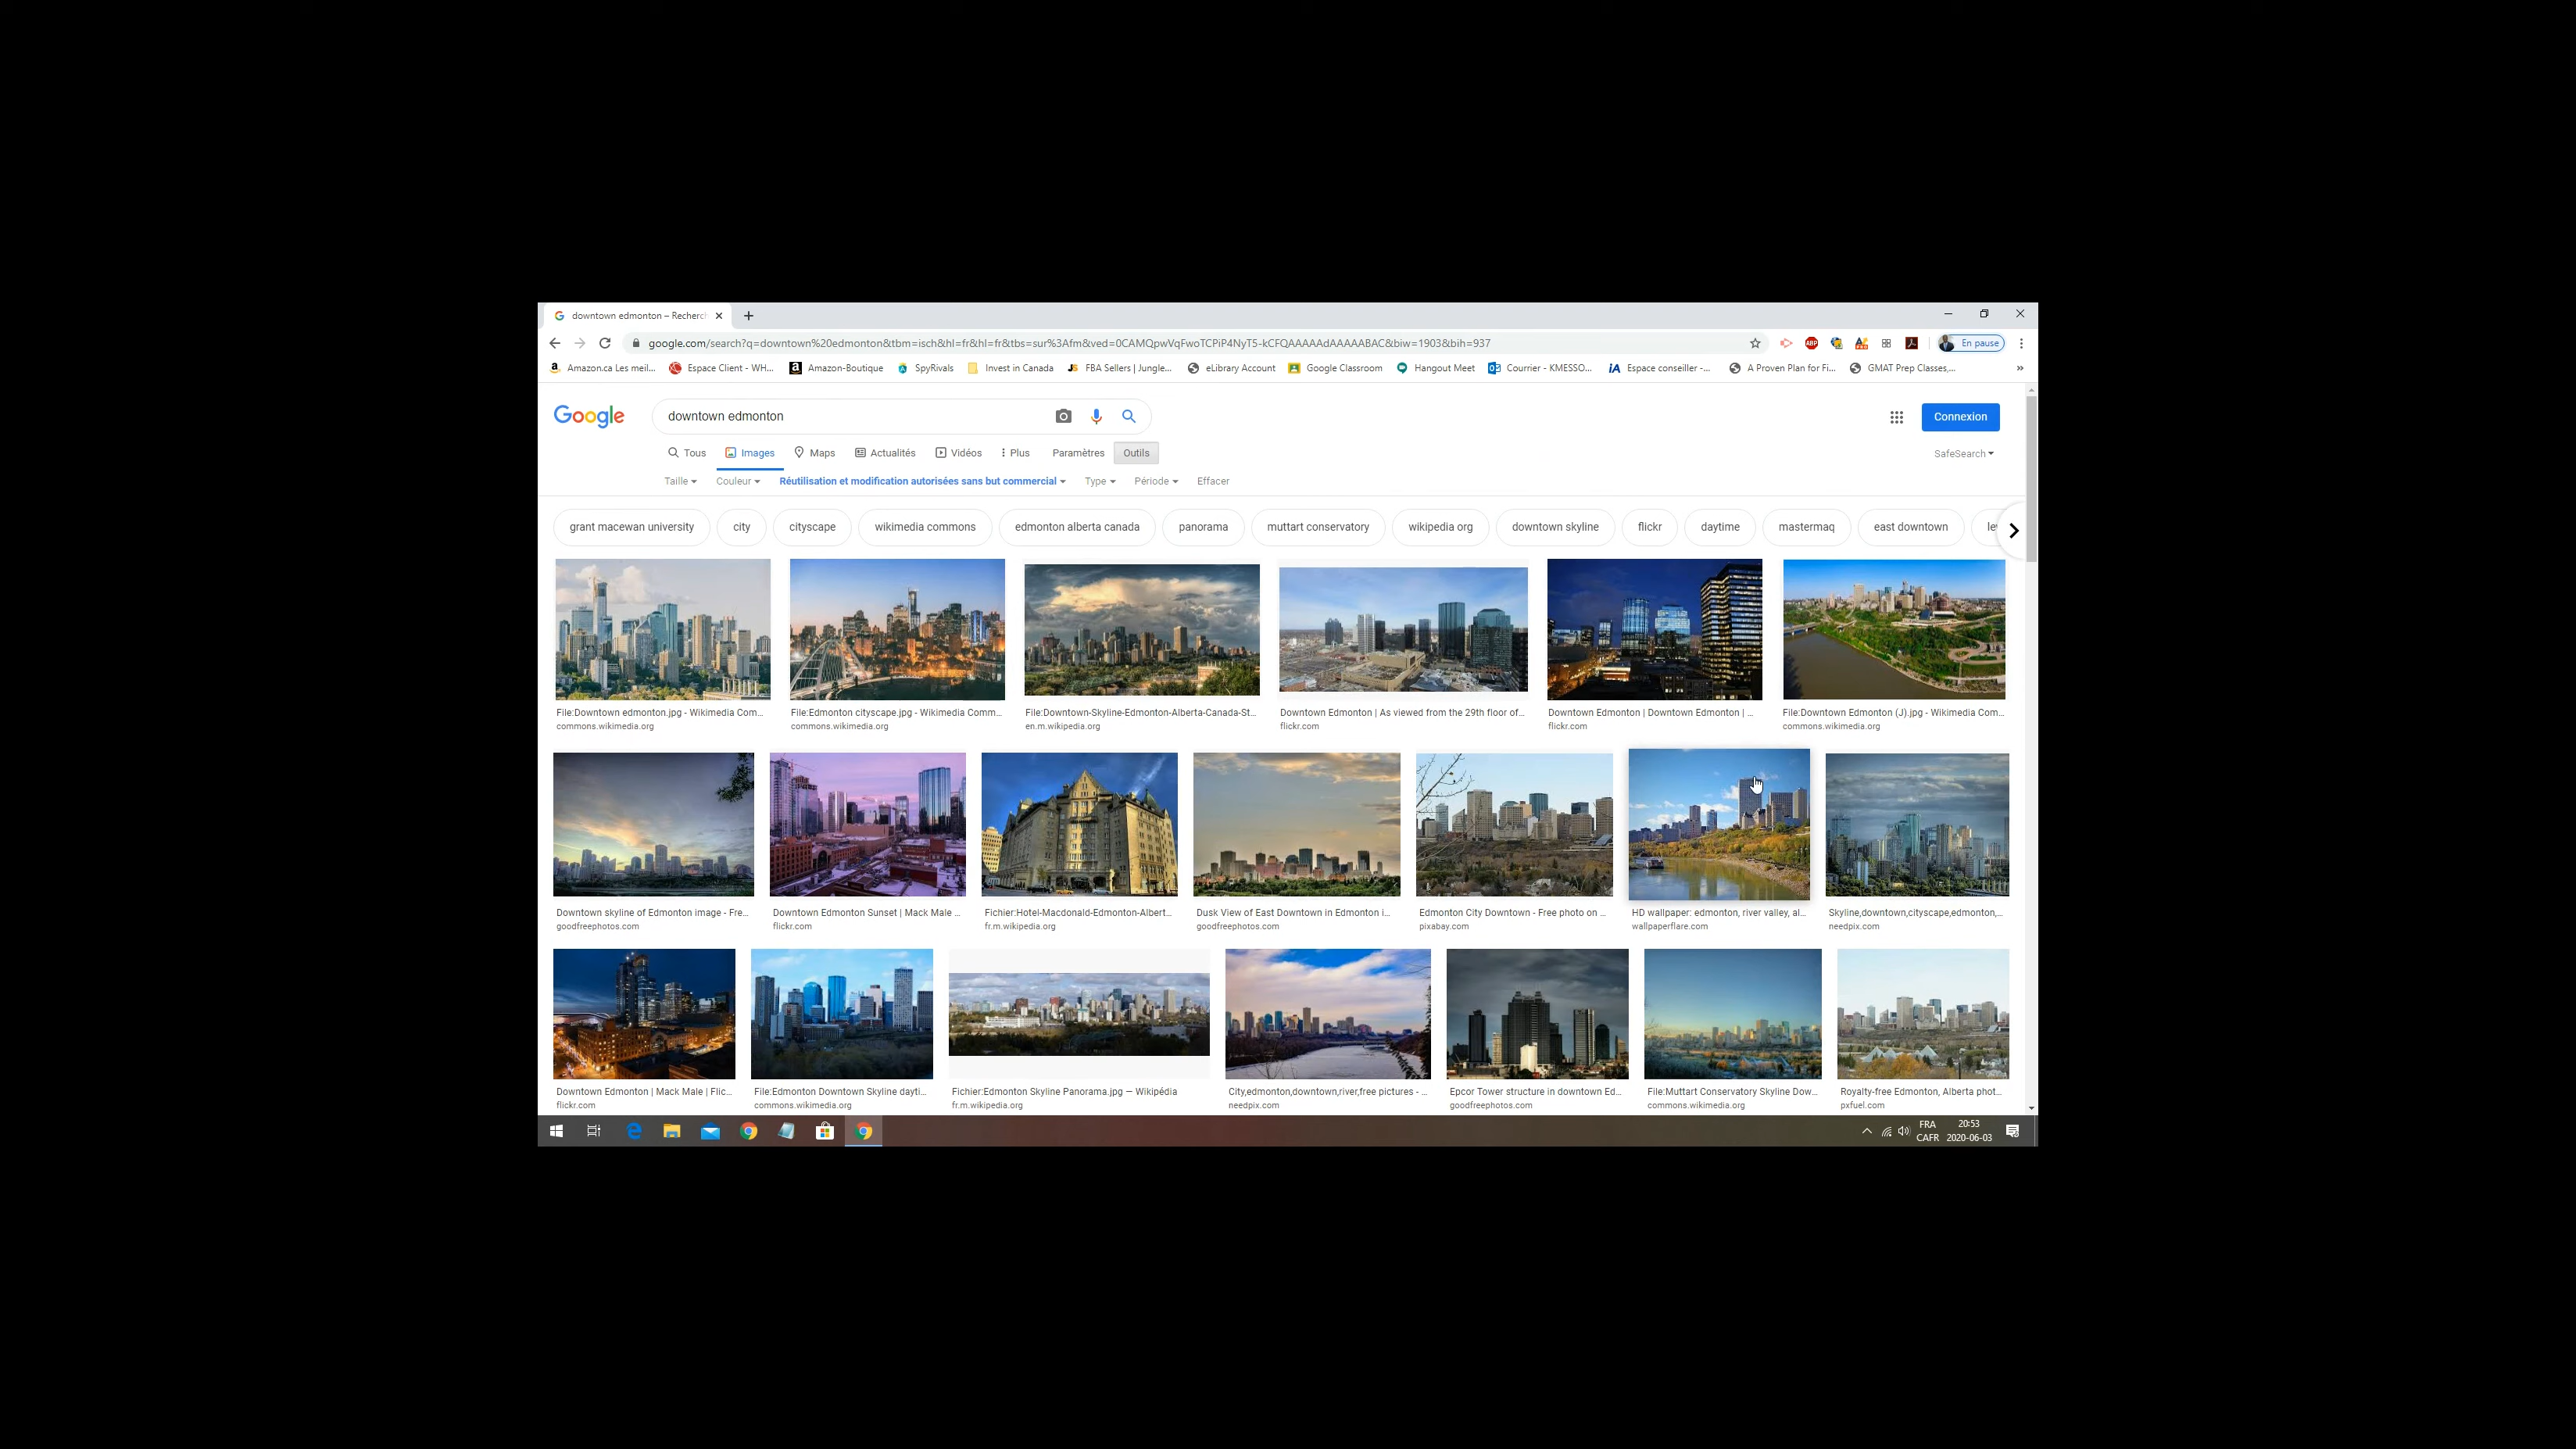 downtown edmonton – Recherch
google.com/search?q=downtown%20edmonton&tbm=isch&hl=fr&hl=fr&tbs=sur%3Afm&ved=0CAMQpwVqFwoTCPiP4NyT5-kCFQAAAAAdAAAAABAC&biw=1903&bih=937
ABP
En pause
Amazon.ca Les meil... Espace Client - WH... Amazon-Boutique SpyRivals Invest in Canada FBA Sellers | Jungle... eLibrary Account Google Classroom Hangout Meet Courrier - KMESSO... Espace conseiller -... A Proven Plan for Fi... GMAT Prep Classes,... »
Google downtown edmonton Connexion
Tous Images Maps Actualités Vidéos Plus Paramètres Outils SafeSearch
Taille Couleur Réutilisation et modification autorisées sans but commercial Type Période Effacer
grant macewan university city cityscape wikimedia commons edmonton alberta canada panorama muttart conservatory wikipedia org downtown skyline flickr daytime mastermaq east downtown
File:Downtown edmonton.jpg - Wikimedia Com... File:Edmonton cityscape.jpg - Wikimedia Comm... File:Downtown-Skyline-Edmonton-Alberta-Canada-St... Downtown Edmonton | As viewed from the 29th floor of... Downtown Edmonton | Downtown Edmonton | ... File:Downtown Edmonton (J).jpg - Wikimedia Com...
commons.wikimedia.org commons.wikimedia.org en.m.wikipedia.org flickr.com flickr.com commons.wikimedia.org
Downtown skyline of Edmonton image - Fre... Downtown Edmonton Sunset | Mack Male ... Fichier:Hotel-Macdonald-Edmonton-Albert... Dusk View of East Downtown in Edmonton i... Edmonton City Downtown - Free photo on ... HD wallpaper: edmonton, river valley, al... Skyline,downtown,cityscape,edmonton,...
goodfreephotos.com flickr.com fr.m.wikipedia.org goodfreephotos.com pixabay.com wallpaperflare.com needpix.com
Downtown Edmonton | Mack Male | Flic... File:Edmonton Downtown Skyline dayti... Fichier:Edmonton Skyline Panorama.jpg — Wikipédia City,edmonton,downtown,river,free pictures - ... Epcor Tower structure in downtown Ed... File:Muttart Conservatory Skyline Dow... Royalty-free Edmonton, Alberta phot...
flickr.com commons.wikimedia.org fr.m.wikipedia.org needpix.com goodfreephotos.com commons.wikimedia.org pxfuel.com
FRA 20:53
CAFR 2020-06-03